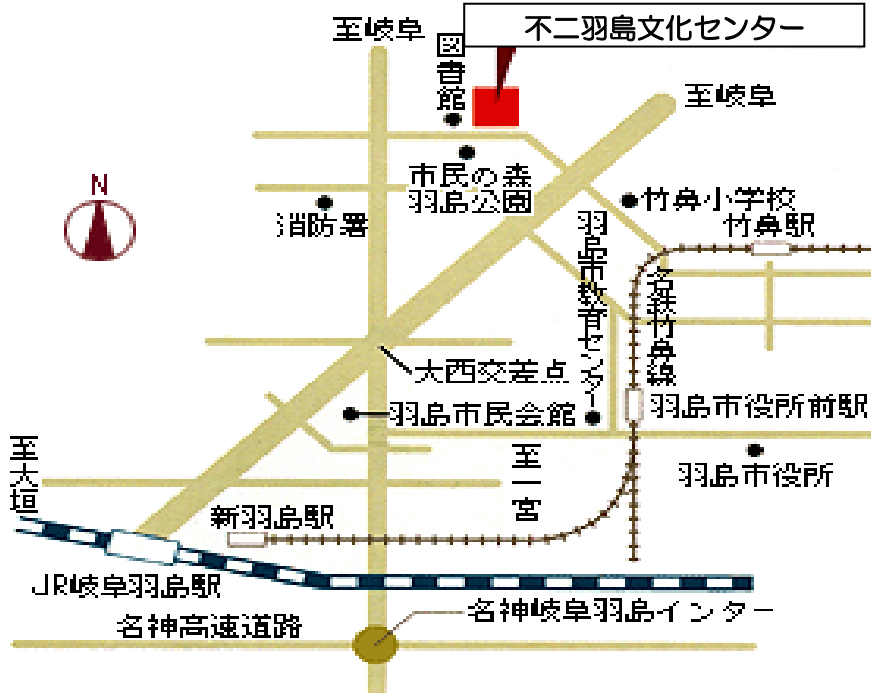 不二羽島文化センター
至岐阜
図書館
至岐阜
市民の森
羽島公園
竹鼻小学校
竹鼻駅
N
消防署
羽島市教育センター
名鉄竹鼻線
大西交差点
羽島市民会館
羽島市役所前駅
至大垣
至一宮
羽島市役所
新羽島駅
JR岐阜羽島駅
名神高速道路
名神岐阜羽島インター